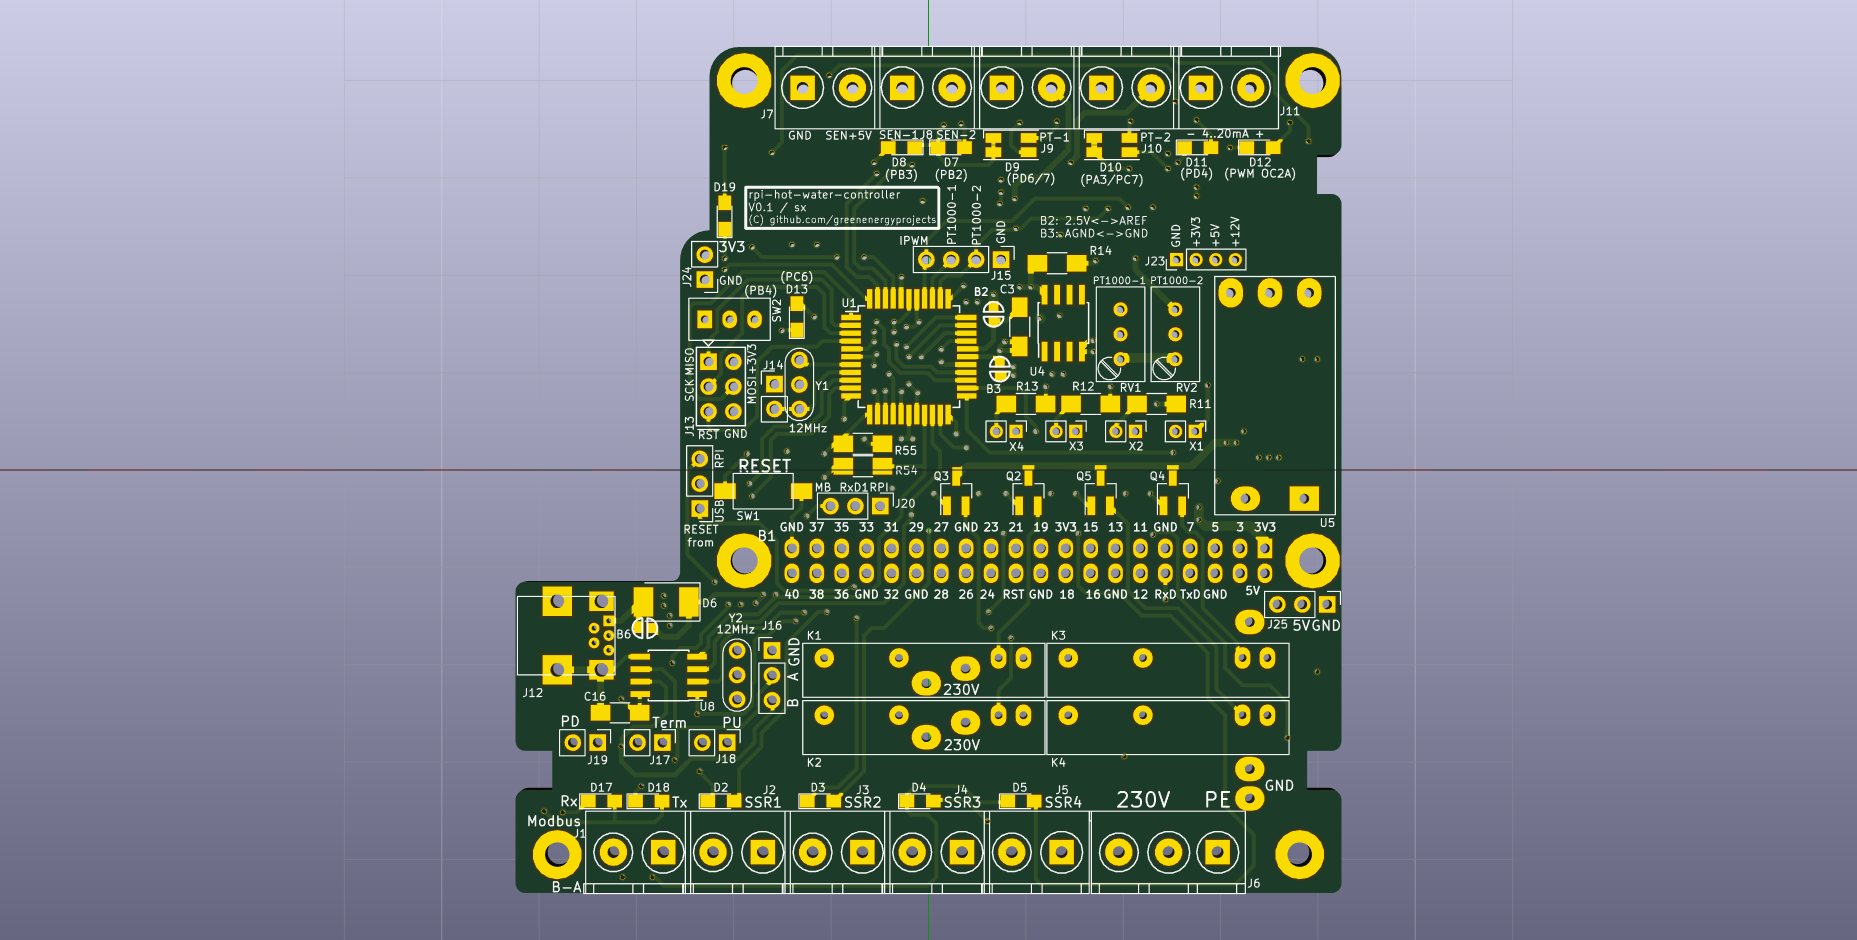 J7
GND SEN+5V SEN-1 J8 SEN-2 PT-1 PT-2 - 4..20mA +
J11
J9 J10
D8 D7 D9 D10 D11 D12
(PB3) (PB2) (PD6/7) (PA3/PC7) (PD4) (PWM OC2A)
D19
rpi-hot-water-controller
V0.1 / sx
(C) github.com/greenenergyprojects
PT1000-1 PT1000-2 GND
IPWM
J15
B2: 2.5V<->AREF
B3: AGND<->GND
R14
GND +3V3 +5V +12V
J23
3V3
J24 GND
(PC6)
D13
(PB4)
SW2
U1
B2 C3
PT1000-1 PT1000-2
SCK MISO
MOSI +3V3
J13
RST GND
J14
Y1
12MHz
B3 U4
R13 R12 RV1 RV2
R11
X4 X3 X2 X1
R55
R54
RPI
USB
RESET
from
RESET
SW1
MB RxD1 RPI
J20
Q3 Q2 Q5 Q4
U5
B1
GND 37 35 33 31 29 27 GND 23 21 19 3V3 15 13 11 GND 7 5 3 3V3
40 38 36 GND 32 GND 28 26 24 RST GND 18 16 GND 12 RxD TxD GND 5V
J25 5V GND
D6
B6
J12
C16
U8
Y2
12MHz
J16
GND
A
B
K1 K3
230V
230V
K2 K4
PD Term PU
J19 J17 J18
GND
D17 D18 D2 J2 D3 J3 D4 J4 D5 J5
Rx Tx SSR1 SSR2 SSR3 SSR4 230V PE
Modbus
J1
B-A
J6